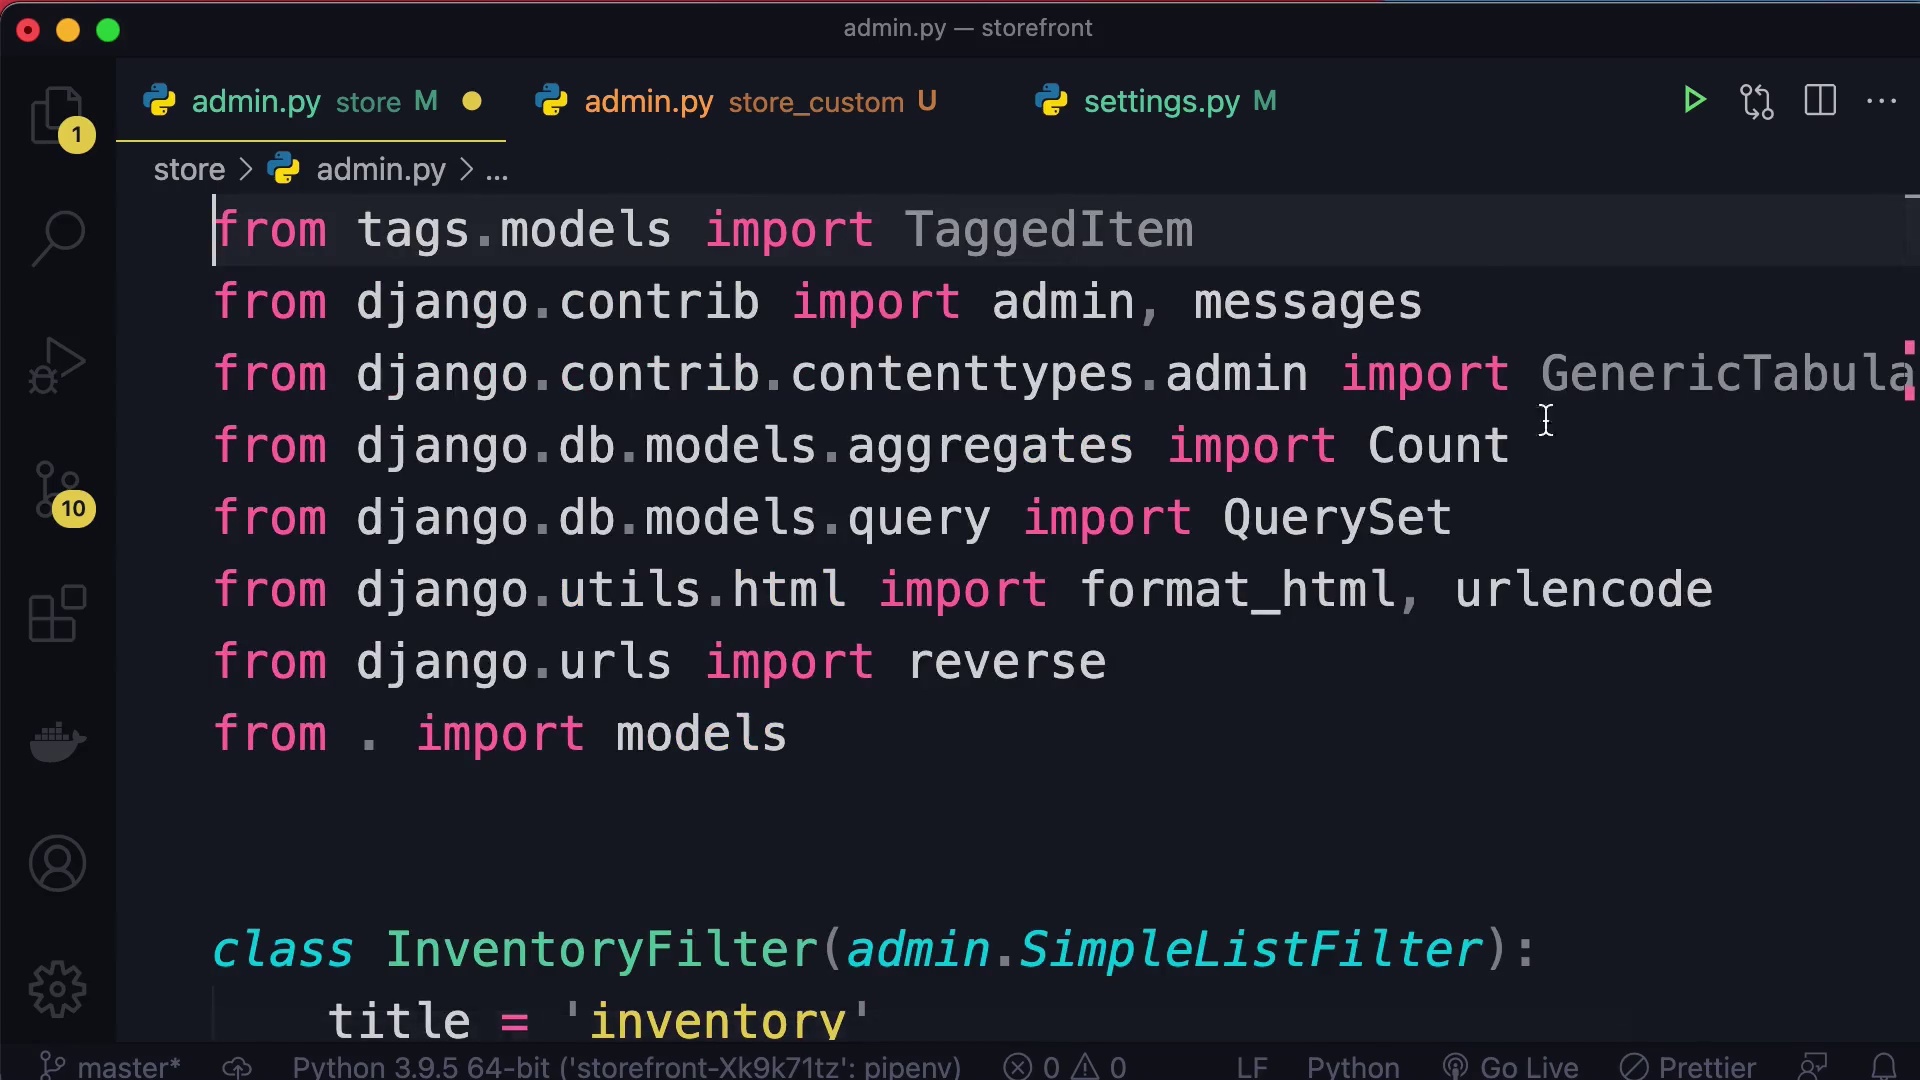 admin.py — storefront
admin.py store M admin.py store_custom U settings.py M
1
store > admin.py > ...
from tags.models import TaggedItem
from django.contrib import admin, messages
from django.contrib.contenttypes.admin import GenericTabula
from django.db.models.aggregates import Count
from django.db.models.query import QuerySet
10
from django.utils.html import format_html, urlencode
from django.urls import reverse
from . import models
class InventoryFilter(admin.SimpleListFilter):
title = 'inventory'
master* Python 3.9.5 64-bit ('storefront-Xk9k71tz': pipenv) 0 0 LF Python Go Live Prettier